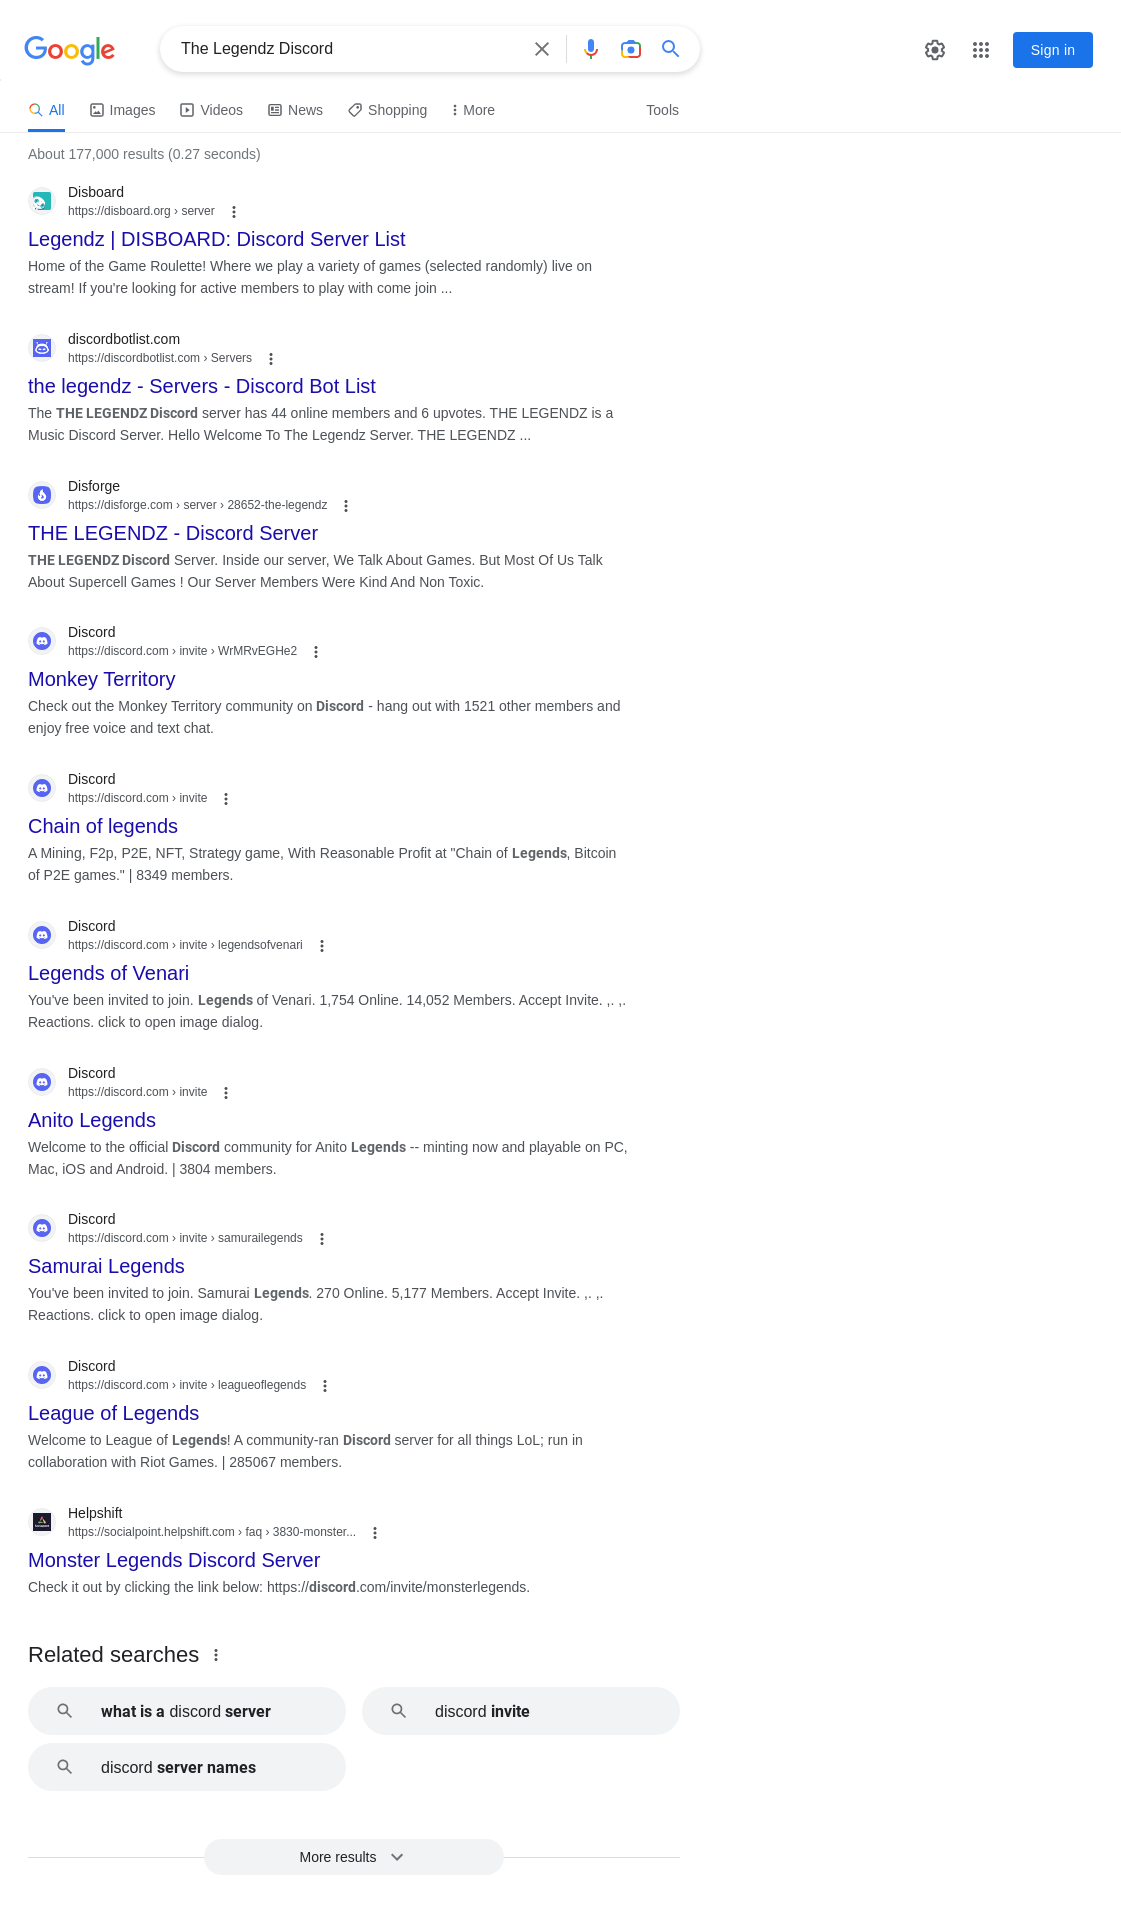 Google
The Legendz Discord
Sign in
All
Images
Videos
News
Shopping
More
Tools
About 177,000 results (0.27 seconds)
Disboard
https://disboard.org › server
Legendz | DISBOARD: Discord Server List
Home of the Game Roulette! Where we play a variety of games (selected randomly) live on
stream! If you're looking for active members to play with come join ...
discordbotlist.com
https://discordbotlist.com › Servers
the legendz - Servers - Discord Bot List
The THE LEGENDZ Discord server has 44 online members and 6 upvotes. THE LEGENDZ is a
Music Discord Server. Hello Welcome To The Legendz Server. THE LEGENDZ ...
Disforge
https://disforge.com › server › 28652-the-legendz
THE LEGENDZ - Discord Server
THE LEGENDZ Discord Server. Inside our server, We Talk About Games. But Most Of Us Talk
About Supercell Games ! Our Server Members Were Kind And Non Toxic.
Discord
https://discord.com › invite › WrMRvEGHe2
Monkey Territory
Check out the Monkey Territory community on Discord - hang out with 1521 other members and
enjoy free voice and text chat.
Discord
https://discord.com › invite
Chain of legends
A Mining, F2p, P2E, NFT, Strategy game, With Reasonable Profit at "Chain of Legends, Bitcoin
of P2E games." | 8349 members.
Discord
https://discord.com › invite › legendsofvenari
Legends of Venari
You've been invited to join. Legends of Venari. 1,754 Online. 14,052 Members. Accept Invite. ,. ,.
Reactions. click to open image dialog.
Discord
https://discord.com › invite
Anito Legends
Welcome to the official Discord community for Anito Legends -- minting now and playable on PC,
Mac, iOS and Android. | 3804 members.
Discord
https://discord.com › invite › samurailegends
Samurai Legends
You've been invited to join. Samurai Legends. 270 Online. 5,177 Members. Accept Invite. ,. ,.
Reactions. click to open image dialog.
Discord
https://discord.com › invite › leagueoflegends
League of Legends
Welcome to League of Legends! A community-ran Discord server for all things LoL; run in
collaboration with Riot Games. | 285067 members.
Helpshift
https://socialpoint.helpshift.com › faq › 3830-monster...
Monster Legends Discord Server
Check it out by clicking the link below: https://discord.com/invite/monsterlegends.
Related searches
what is a discord server
discord invite
discord server names
More results